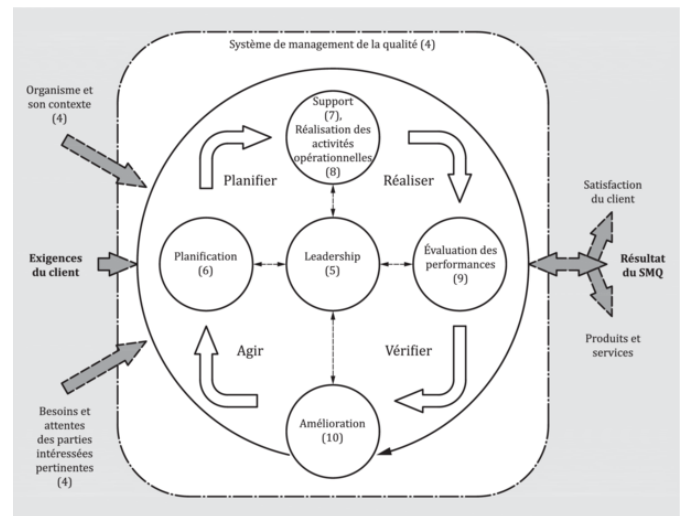 Système de management de la qualité (4)
Organisme et
son contexte
(4)
Support
(7),
Réalisation des
activités
opérationnelles
(8)
Planifier
Réaliser
Satisfaction
du client
Exigences
du client
Planification
(6)
Leadership
(5)
Évaluation des
performances
(9)
Résultat
du SMQ
Agir
Vérifier
Produits et
services
Besoins et
attentes
des parties
intéressées
pertinentes
(4)
Amélioration
(10)